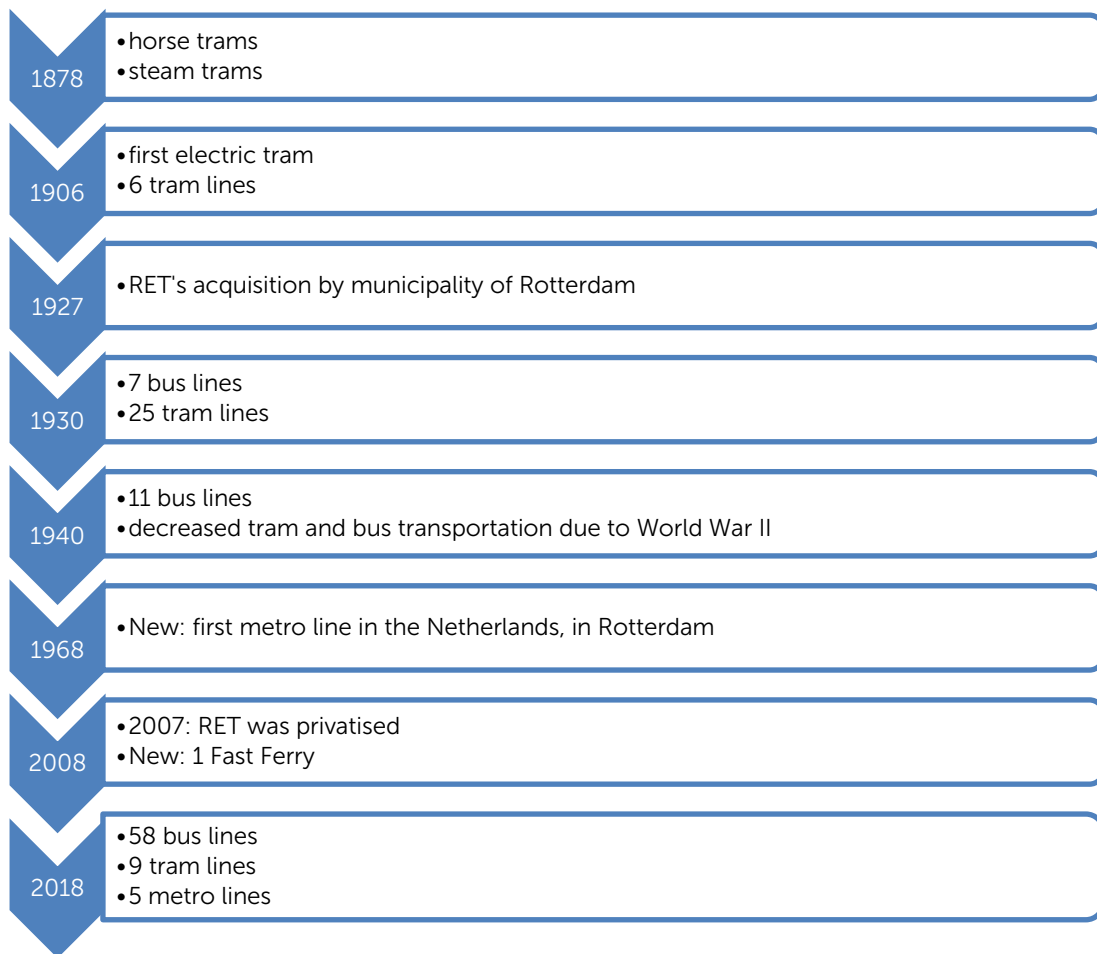 1878
•horse trams
•steam trams
1906
•first electric tram
•6 tram lines
1927
•RET's acquisition by municipality of Rotterdam
1930
•7 bus lines
•25 tram lines
1940
•11 bus lines
•decreased tram and bus transportation due to World War II
1968
•New: first metro line in the Netherlands, in Rotterdam
2008
•2007: RET was privatised
•New: 1 Fast Ferry
2018
•58 bus lines
•9 tram lines
•5 metro lines